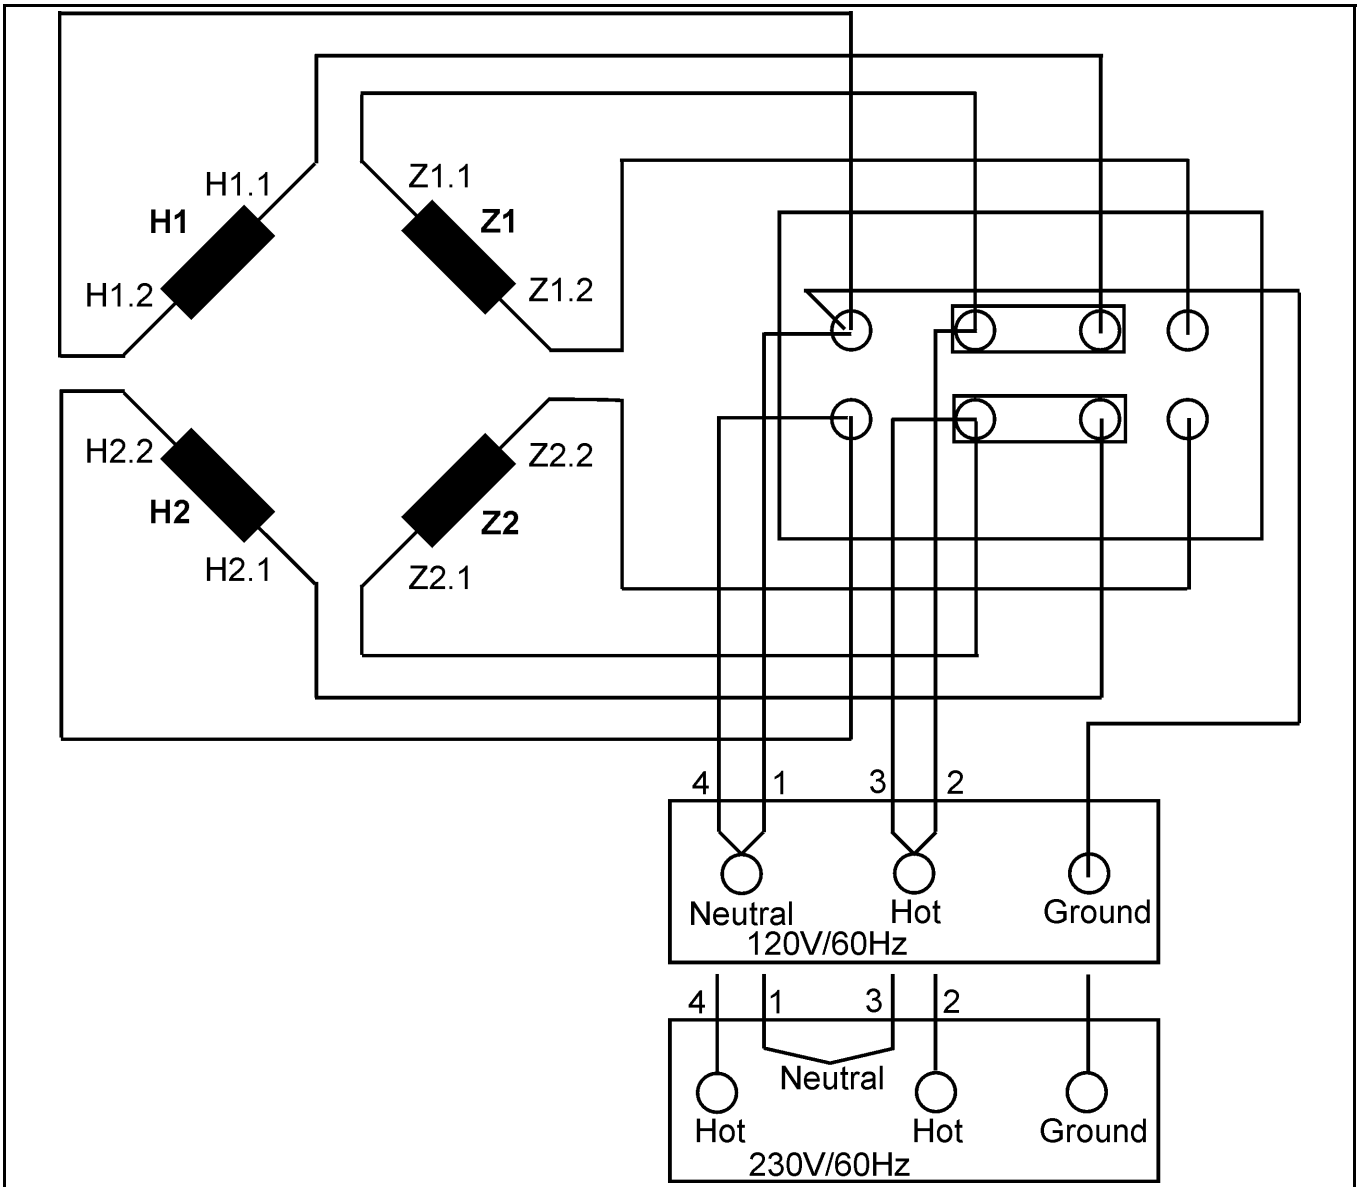 H1.1
H1
H1.2
Z1.1
Z1
Z1.2
H2.2
H2
H2.1
Z2.2
Z2
Z2.1
4 1 3 2
Neutral Hot Ground
120V/60Hz
4 1 3 2
Neutral
Hot Hot Ground
230V/60Hz